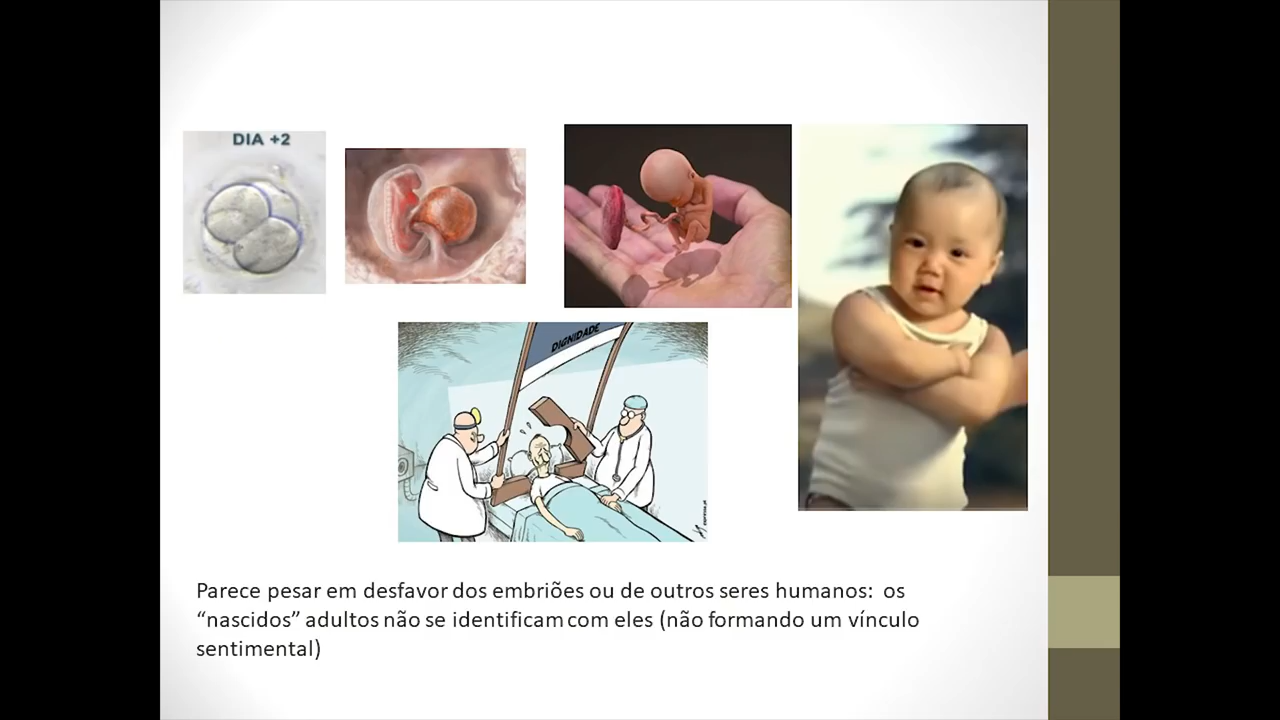 DIA +2
DIGNIDADE
Parece pesar em desfavor dos embriões ou de outros seres humanos: os
“nascidos” adultos não se identificam com eles (não formando um vínculo
sentimental)